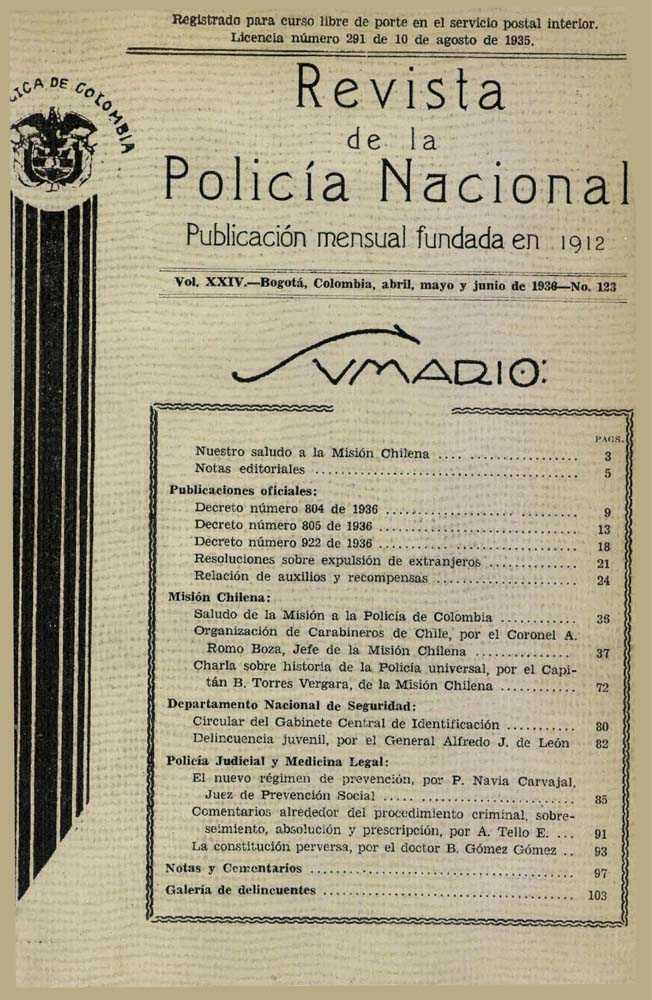 Registrado para curso libre de porte en el servicio postal interior.
Licencia número 291 de 10 de agosto de 1935.
ICA DE COLOMBIA
Revista
de la
Policía Nacional
Publicación mensual fundada en 1912
Vol. XXIV.—Bogotá, Colombia, abril, mayo y junio de 1936—No. 123
SUMARIO:
PAGS.
Nuestro saludo a la Misión Chilena .... .................. 3
Notas editoriales ........................................ 5
Publicaciones oficiales:
Decreto número 804 de 1936 ............................. 9
Decreto número 805 de 1936 .............................. 13
Decreto número 922 de 1936 .............................. 18
Resoluciones sobre expulsión de extranjeros ............. 21
Relación de auxilios y recompensas ..................... 24
Misión Chilena:
Saludo de la Misión a la Policía de Colombia ........... 36
Organización de Carabineros de Chile, por el Coronel A.
Romo Boza, Jefe de la Misión Chilena .............. 37
Charla sobre historia de la Policía universal, por el Capi-
tán B. Torres Vergara, de la Misión Chilena ........... 72
Departamento Nacional de Seguridad:
Circular del Gabinete Central de Identificación .......... 80
Delincuencia juvenil, por el General Alfredo J. de León 82
Policía Judicial y Medicina Legal:
El nuevo régimen de prevención, por P. Navia Carvajal,
Juez de Prevención Social ..... ....................... 85
Comentarios alrededor del procedimiento criminal, sobre-
seimiento, absolución y prescripción, por A. Tello E. ... 91
La constitución perversa, por el doctor B. Gómez Gómez .. 93
Notas y Comentarios ....................................... 97
Galería de delincuentes ..................................... 103